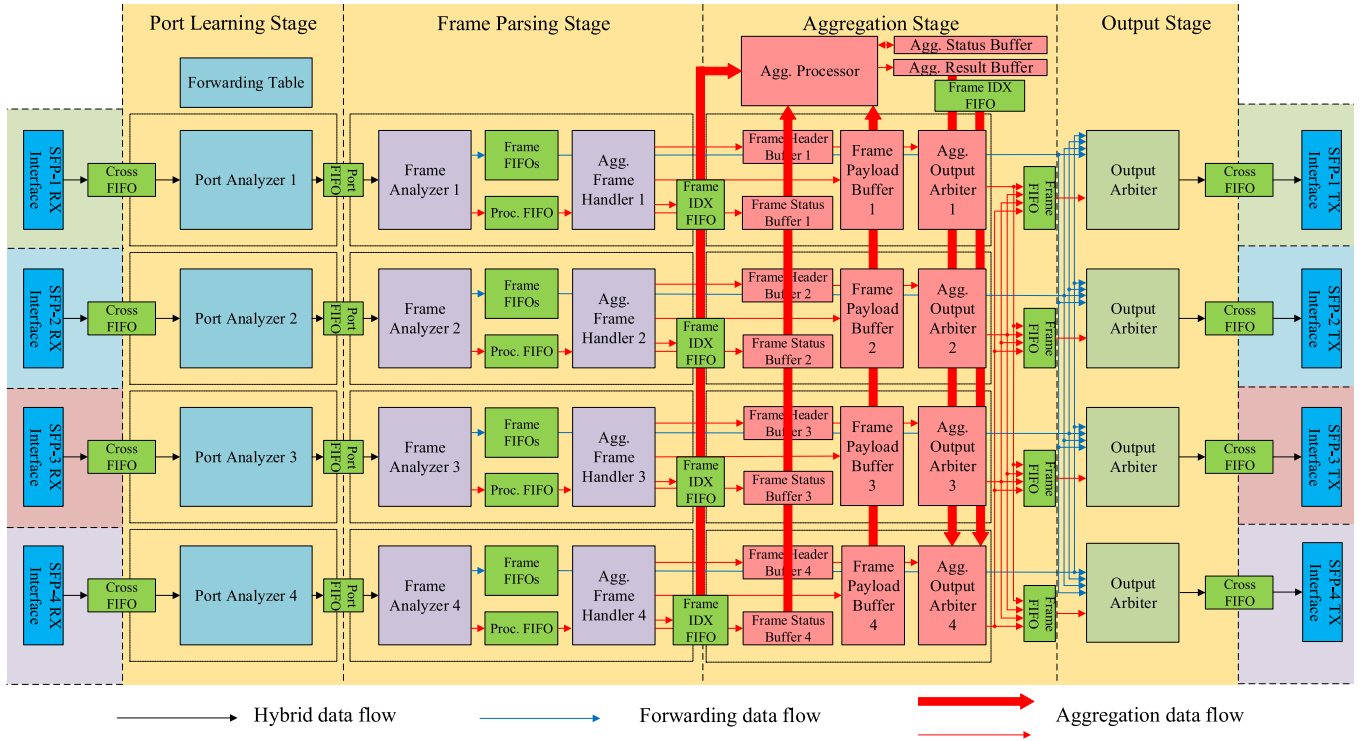 Port Learning Stage
Frame Parsing Stage
Aggregation Stage
Output Stage
Forwarding Table
Agg. Processor
Agg. Status Buffer
Agg. Result Buffer
Frame IDX
FIFO
SFP-1 RX
Interface
Cross
FIFO
Port Analyzer 1
Port
FIFO
Frame
Analyzer 1
Frame
FIFOs
Proc. FIFO
Agg.
Frame
Handler 1
Frame
IDX
FIFO
Frame Header
Buffer 1
Frame Status
Buffer 1
Frame
Payload
Buffer
1
Agg.
Output
Arbiter
1
Frame
FIFO
Output
Arbiter
Cross
FIFO
SFP-1 TX
Interface
SFP-2 RX
Interface
Cross
FIFO
Port Analyzer 2
Port
FIFO
Frame
Analyzer 2
Frame
FIFOs
Proc. FIFO
Agg.
Frame
Handler 2
Frame
IDX
FIFO
Frame Header
Buffer 2
Frame Status
Buffer 2
Frame
Payload
Buffer
2
Agg.
Output
Arbiter
2
Frame
FIFO
Output
Arbiter
Cross
FIFO
SFP-2 TX
Interface
SFP-3 RX
Interface
Cross
FIFO
Port Analyzer 3
Port
FIFO
Frame
Analyzer 3
Frame
FIFOs
Proc. FIFO
Agg.
Frame
Handler 3
Frame
IDX
FIFO
Frame Header
Buffer 3
Frame Status
Buffer 3
Frame
Payload
Buffer
3
Agg.
Output
Arbiter
3
Frame
FIFO
Output
Arbiter
Cross
FIFO
SFP-3 TX
Interface
SFP-4 RX
Interface
Cross
FIFO
Port Analyzer 4
Port
FIFO
Frame
Analyzer 4
Frame
FIFOs
Proc. FIFO
Agg.
Frame
Handler 4
Frame
IDX
FIFO
Frame Header
Buffer 4
Frame Status
Buffer 4
Frame
Payload
Buffer
4
Agg.
Output
Arbiter
4
Frame
FIFO
Output
Arbiter
Cross
FIFO
SFP-4 TX
Interface
Hybrid data flow
Forwarding data flow
Aggregation data flow